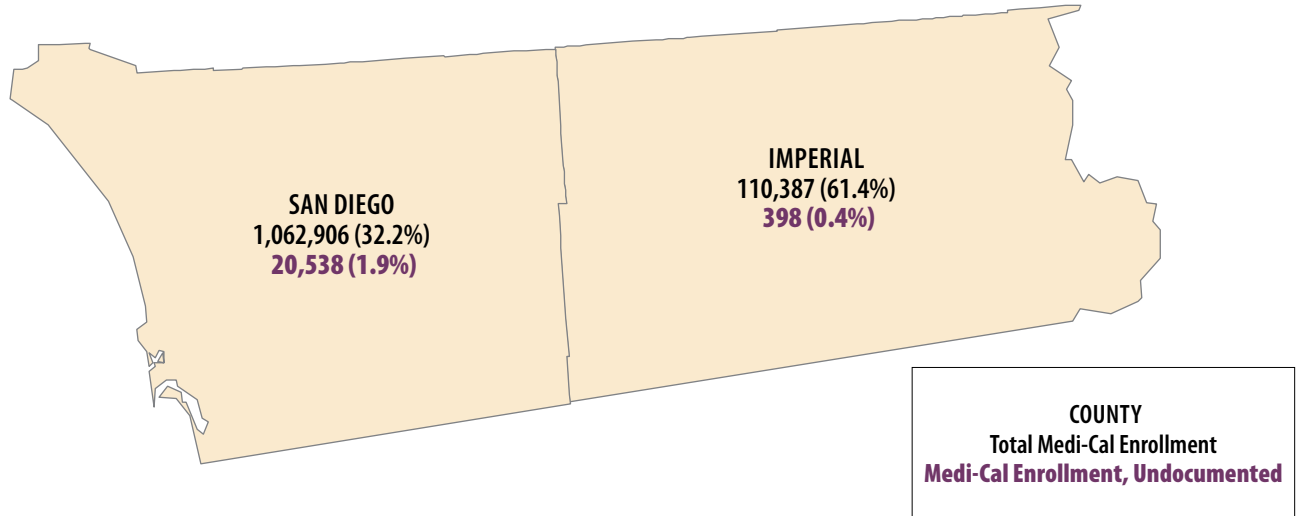 SAN DIEGO
1,062,906 (32.2%)
20,538 (1.9%)
IMPERIAL
110,387 (61.4%)
398 (0.4%)
COUNTY
Total Medi-Cal Enrollment
Medi-Cal Enrollment, Undocumented